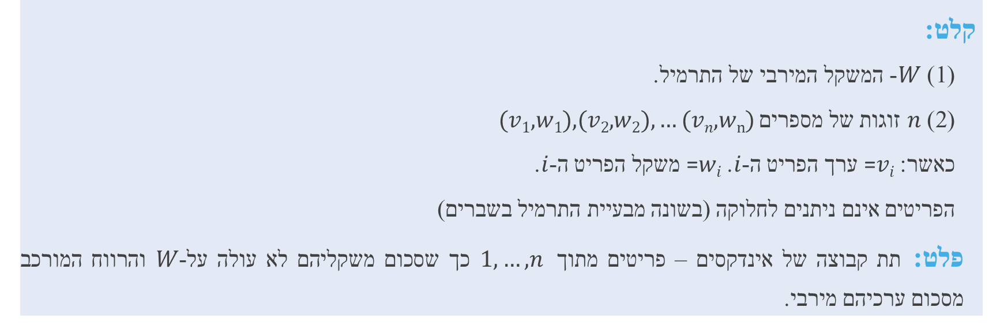 קלט:
(1) W- המשקל המירבי של התרמיל.
(2) n זוגות של מספרים (v₁,w₁),(v₂,w₂), … (vₙ,wₙ)
כאשר: vᵢ= ערך הפריט ה-i. wᵢ= משקל הפריט ה-i.
הפריטים אינם ניתנים לחלוקה (בשונה מבעיית התרמיל בשברים)
פלט: תת קבוצה של אינדקסים – פריטים מתוך 1, …,n כך שסכום משקליהם לא עולה על-W והרווח המורכב
מסכום ערכיהם מירבי.